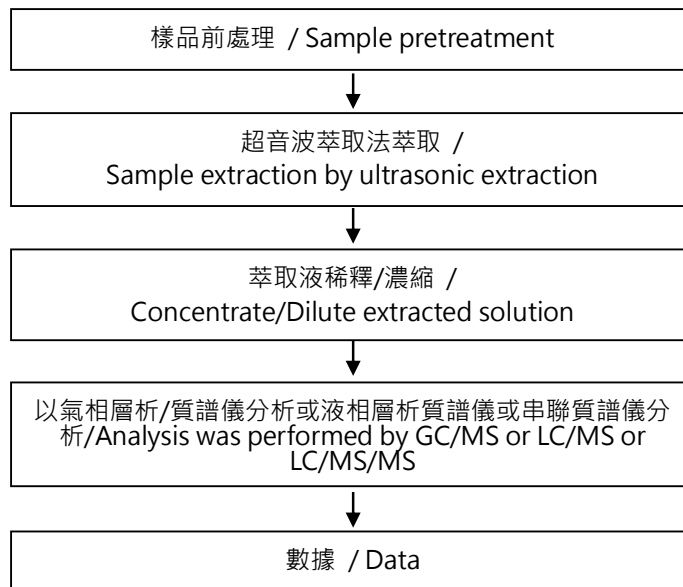 樣品前處理 / Sample pretreatment
超音波萃取法萃取 /
Sample extraction by ultrasonic extraction
萃取液稀釋/濃縮 /
Concentrate/Dilute extracted solution
以氣相層析/質譜儀分析或液相層析質譜儀或串聯質譜儀分
析/Analysis was performed by GC/MS or LC/MS or
LC/MS/MS
數據 / Data